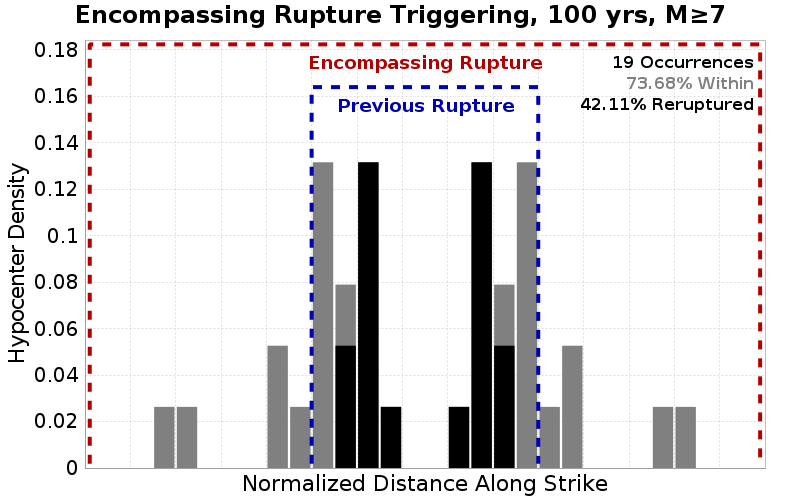 Encompassing Rupture Triggering, 100 yrs, M≥7
Hypocenter Density
0.18
0.16
0.14
0.12
0.1
0.08
0.06
0.04
0.02
0
Encompassing Rupture
Previous Rupture
19 Occurrences
73.68% Within
42.11% Reruptured
Normalized Distance Along Strike